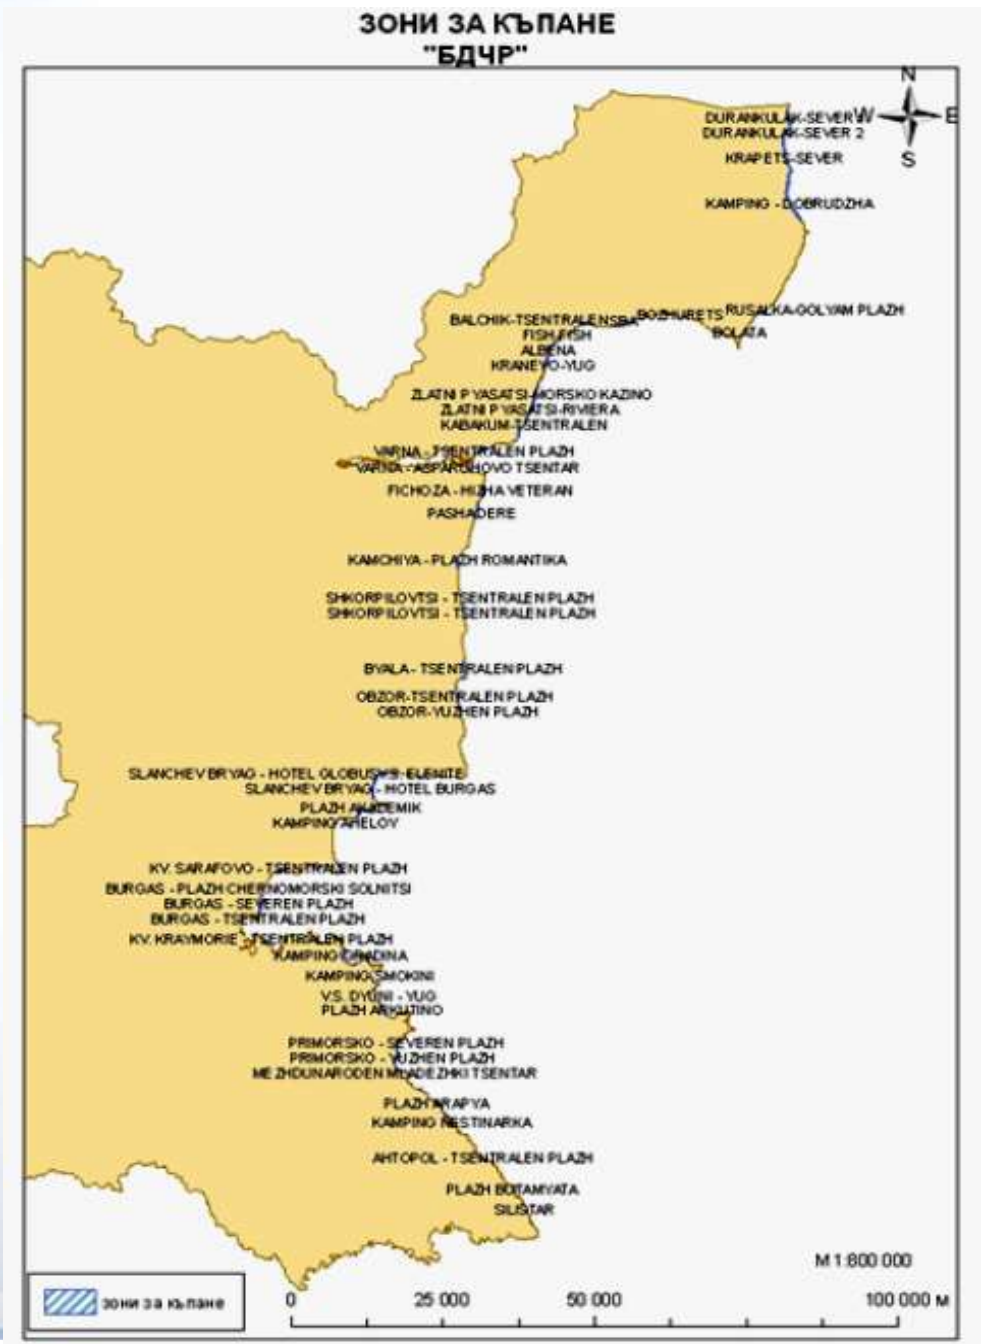 ЗОНИ ЗА КЪПАНЕ
"БДЧР"
N
W E
S
DURANKULAK-SEVER
DURANKULAK-SEVER 2
KRAPETS-SEVER
KAMPING - DOBRUDZHA
RUSALKA-GOLYAM PLAZH
BOZHURETS
BALCHIK-TSENTRALEN
BOLATA
FISH FISH
ALBENA
KRANEVO-YUG
ZLATNI PYASATSI-MORSKO KAZINO
ZLATNI PYASATSI-RIVIERA
KABAKUM-TSENTRALEN
VARNA - TSENTRALEN PLAZH
VARNA - ASPARUHOVO TSENTAR
FICHOZA - HIZHA VETERAN
PASHADERE
KAMCHIYA - PLAZH ROMANTIKA
SHKORPILOVTSI - TSENTRALEN PLAZH
SHKORPILOVTSI - TSENTRALEN PLAZH
BYALA - TSENTRALEN PLAZH
OBZOR-TSENTRALEN PLAZH
OBZOR-YUZHEN PLAZH
SLANCHEV BRYAG - HOTEL GLOBUS V.S. ELENITE
SLANCHEV BRYAG - HOTEL BURGAS
PLAZH AKADEMIK
KAMPING AHELOY
KV. SARAFOVO - TSENTRALEN PLAZH
BURGAS - PLAZH CHERNOMORSKI SOLNITSI
BURGAS - SEVEREN PLAZH
BURGAS - TSENTRALEN PLAZH
KV. KRAYMORIE - TSENTRALEN PLAZH
KAMPING GRADINA
KAMPING SMOKINI
V.S. DYUNI - YUG
PLAZH ARKUTINO
PRIMORSKO - SEVEREN PLAZH
PRIMORSKO - YUZHEN PLAZH
MEZHDUNARODEN MLADEZHKI TSENTAR
PLAZH ARAPYA
KAMPING NESTINARKA
AHTOPOL - TSENTRALEN PLAZH
PLAZH BUTAMYATA
SILISTAR
М 1:600 000
зони за къпане
0 25 000 50 000 100 000 м